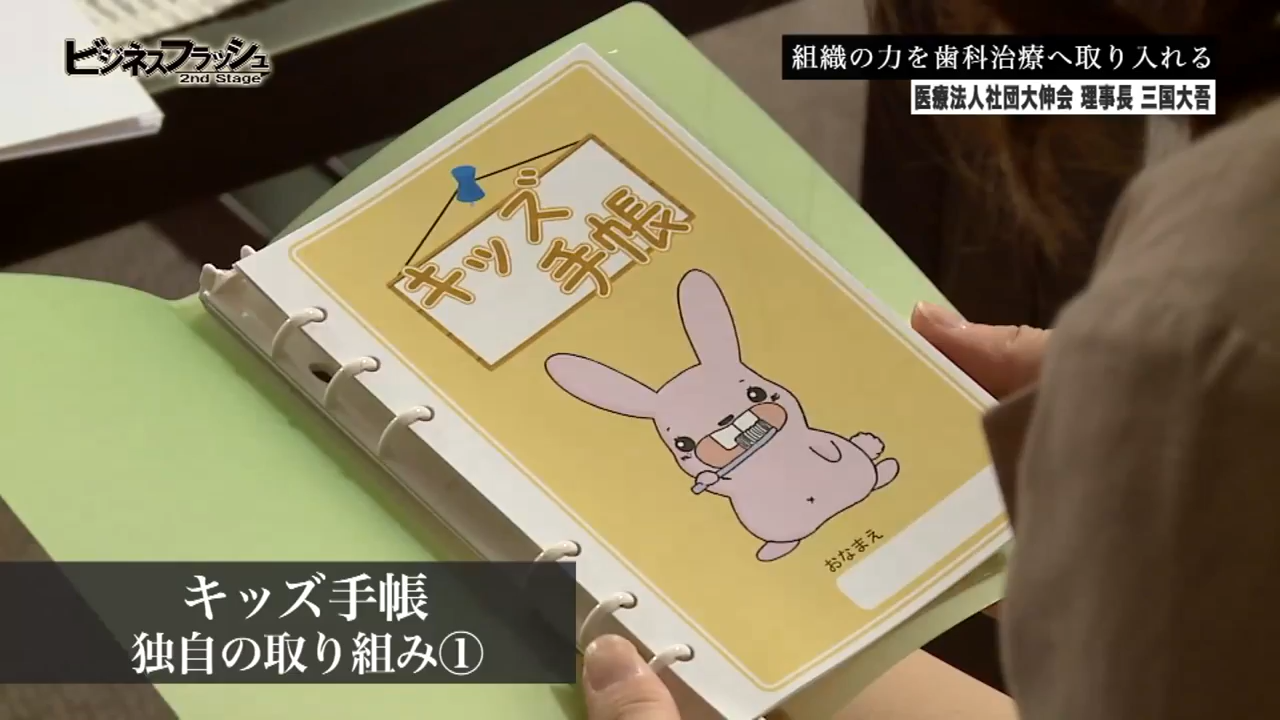 ビジネスフラッシュ
2nd Stage
組織の力を歯科治療へ取り入れる
医療法人社団大伸会 理事長 三国大吾
キッズ
手帳
おなまえ
キッズ手帳
独自の取り組み①